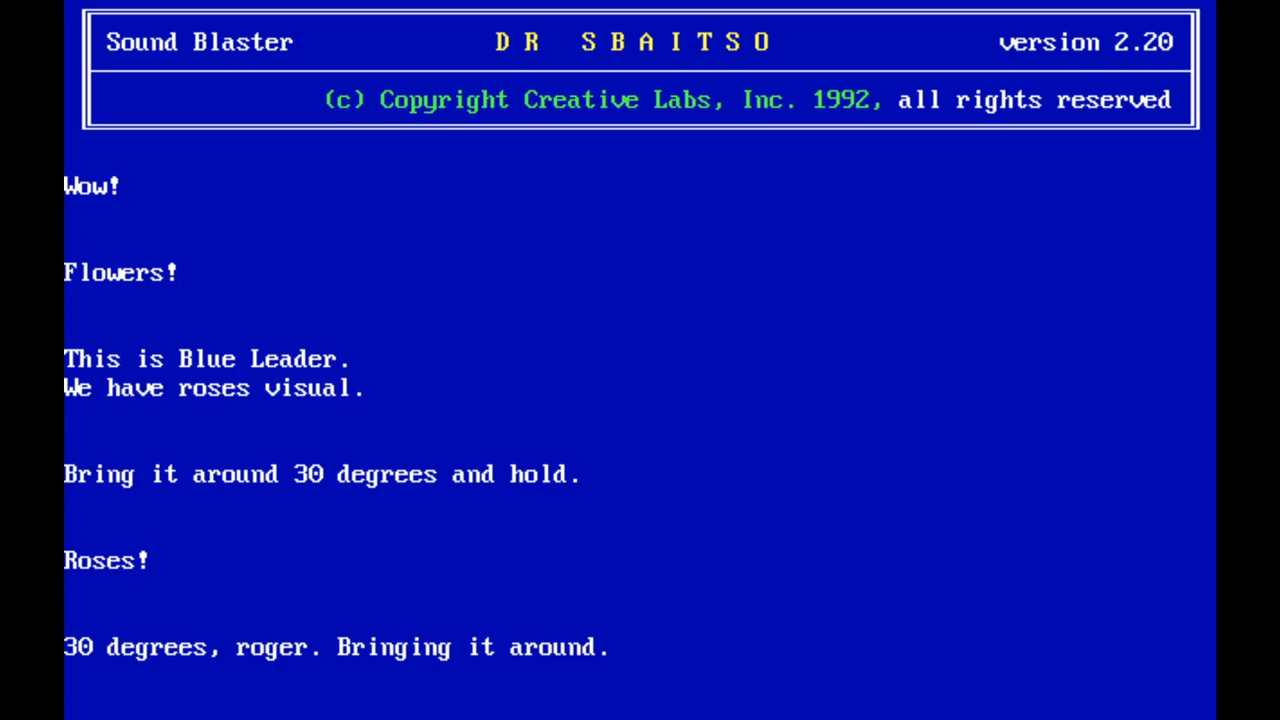 Sound Blaster D R S B A I T S O version 2.20
(c) Copyright Creative Labs, Inc. 1992, all rights reserved
Wow!
Flowers!
This is Blue Leader.
We have roses visual.
Bring it around 30 degrees and hold.
Roses!
30 degrees, roger. Bringing it around.